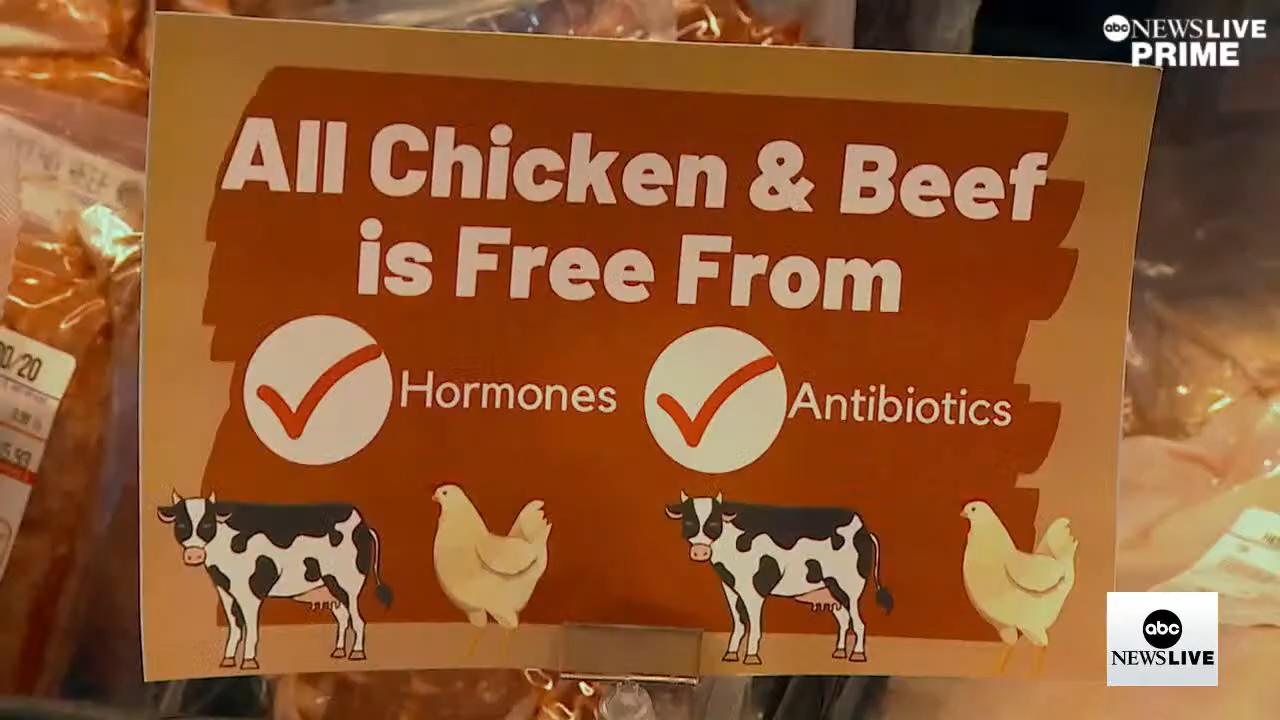 abc NEWS LIVE
PRIME
All Chicken & Beef
is Free From
Hormones
Antibiotics
abc
NEWS LIVE